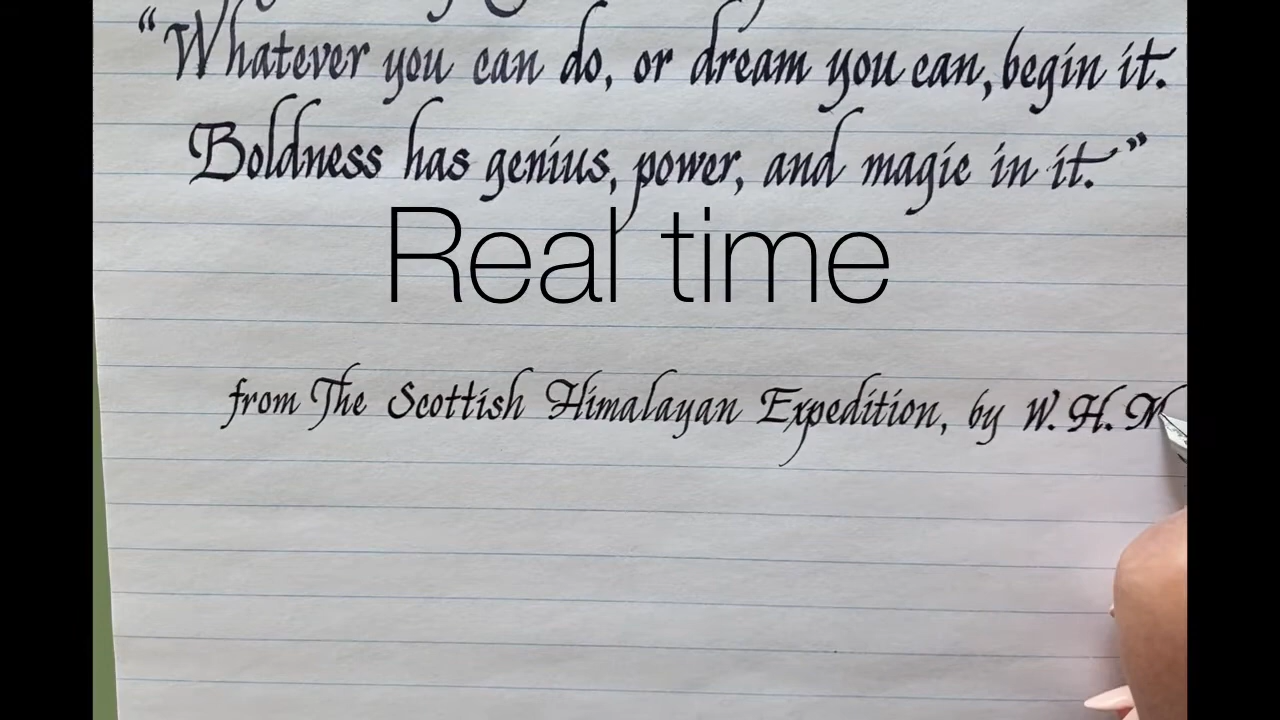 “Whatever you can do, or dream you can, begin it.
Boldness has genius, power, and magic in it.”
Real time
from The Scottish Himalayan Expedition, by W. H. M